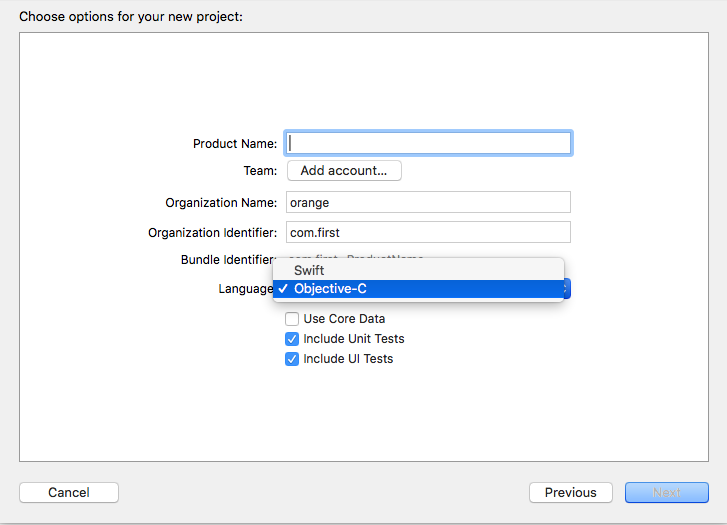 Choose options for your new project:
Product Name:
Team: Add account...
Organization Name: orange
Organization Identifier: com.first
Bundle Identifier:
Swift
Language ✓ Objective-C
Use Core Data
Include Unit Tests
Include UI Tests
Cancel Previous Next